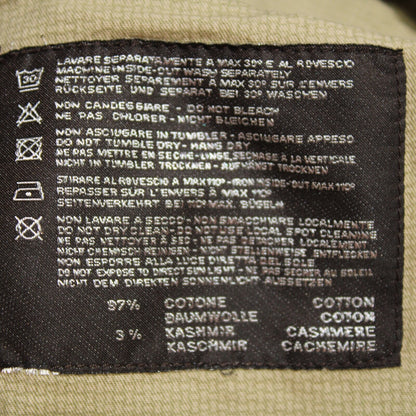 30°
LAVARE SEPARATAMENTE A MAX 30° E AL ROVESCIO
MACHINE INSIDE-OUT WASH SEPARATELY
NETTOYER SEPAREMENT A MAX 30° SUR L'ENVERS
RÜCKSEITE UND SEPARAT BEI 30° WASCHEN
NON CANDEGGIARE - DO NOT BLEACH
NE PAS CHLORER - NICHT BLEICHEN
NON ASCIUGARE IN TUMBLER - ASCIUGARE APPESO
DO NOT TUMBLE DRY - HANG DRY
NE PAS METTRE EN SECHE-LINGE, SECHAGE A LA VERTICALE
NICHT IN TUMBLER TROCKNEN - AUFHÄNGT TROCKNEN
STIRARE AL ROVESCIO A MAX 110° - IRON INSIDE-OUT MAX 110°
REPASSER SUR L'ENVERS A MAX 110°
SEITENVERKEHRT BEI 110° MAX. BÜGELN
NON LAVARE A SECCO - NON SMACCHIARE LOCALMENTE
DO NOT DRY CLEAN - DO NOT USE LOCAL SPOT CLEANING
NE PAS NETTOYER A SEC - NE PAS DETACHER LOCALEMENT
NICHT CHEMISCH REINIGEN
NON ESPORRE ALLA LUCE DIRETTA DEL SOLE
DO NOT EXPOSE TO DIRECT SUN-LIGHT - NE PAS SECHER AU SOLEIL
NICHT DEM DIREKTEN SONNENLICHT AUSSETZEN
97% COTONE COTTON
BAUMWOLLE COTON
3% KASHMIR CASHMERE
KASCHMIR CACHEMIRE